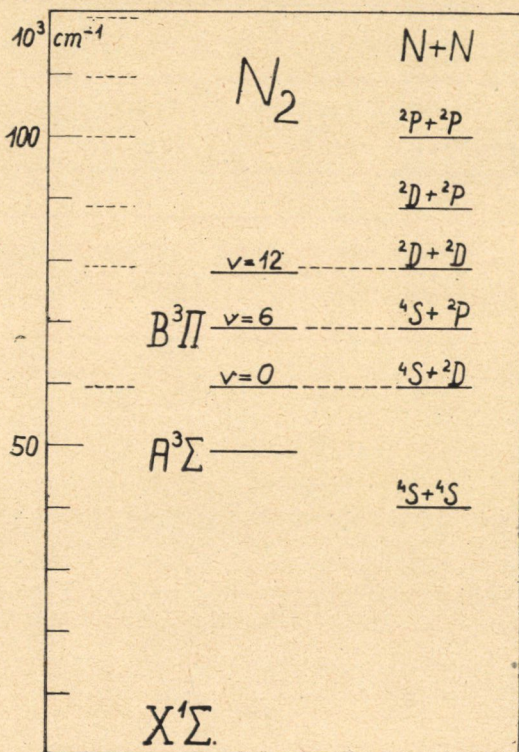 10³ cm⁻¹
N+N
N₂
100
²P+²P
²D+²P
ν=12
²D+²D
B³Π
ν=6
⁴S+²P
ν=0
⁴S+²D
50
A³Σ
⁴S+⁴S
X¹Σ